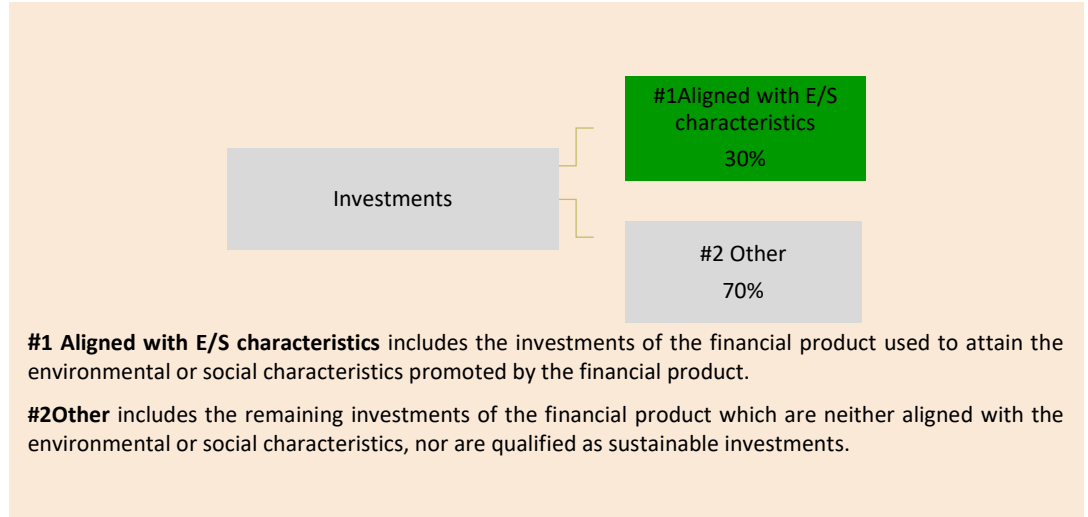 #1Aligned with E/S
characteristics
30%
Investments
#2 Other
70%
#1 Aligned with E/S characteristics includes the investments of the financial product used to attain the
environmental or social characteristics promoted by the financial product.
#2Other includes the remaining investments of the financial product which are neither aligned with the
environmental or social characteristics, nor are qualified as sustainable investments.